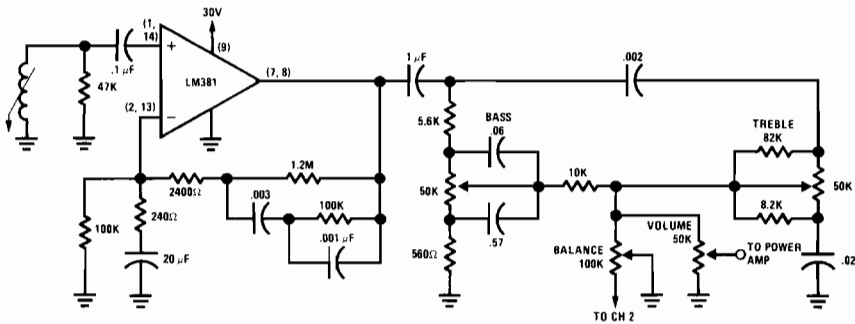 30V
(1,
14)
+
(9)
.1 μF
47K
LM381
(7, 8)
(2, 13)
−
1 μF
.002
5.6K
BASS
.06
TREBLE
82K
1.2M
2400Ω
50K
10K
50K
.003
100K
8.2K
100K
240Ω
.001 μF
.57
VOLUME
50K
TO POWER
AMP
20 μF
560Ω
BALANCE
100K
.02
TO CH 2